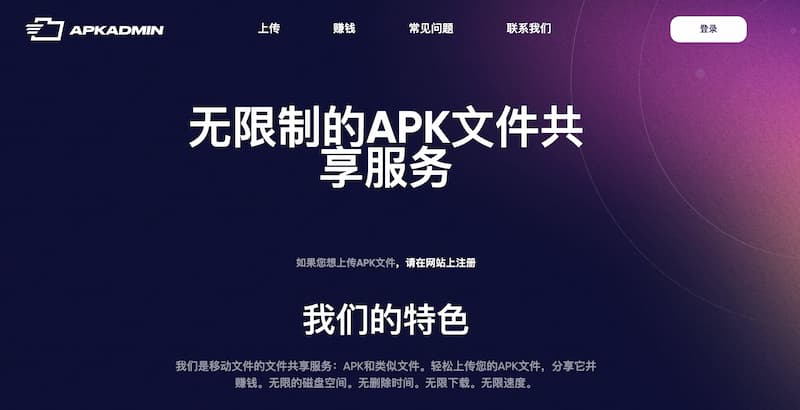 APKADMIN
上传
赚钱
常见问题
联系我们
登录
无限制的APK文件共
享服务
如果您想上传APK文件，请在网站上注册
我们的特色
我们是移动文件的文件共享服务：APK和类似文件。轻松上传您的APK文件，分享它并
赚钱。无限的磁盘空间。无删除时间。无限下载。无限速度。